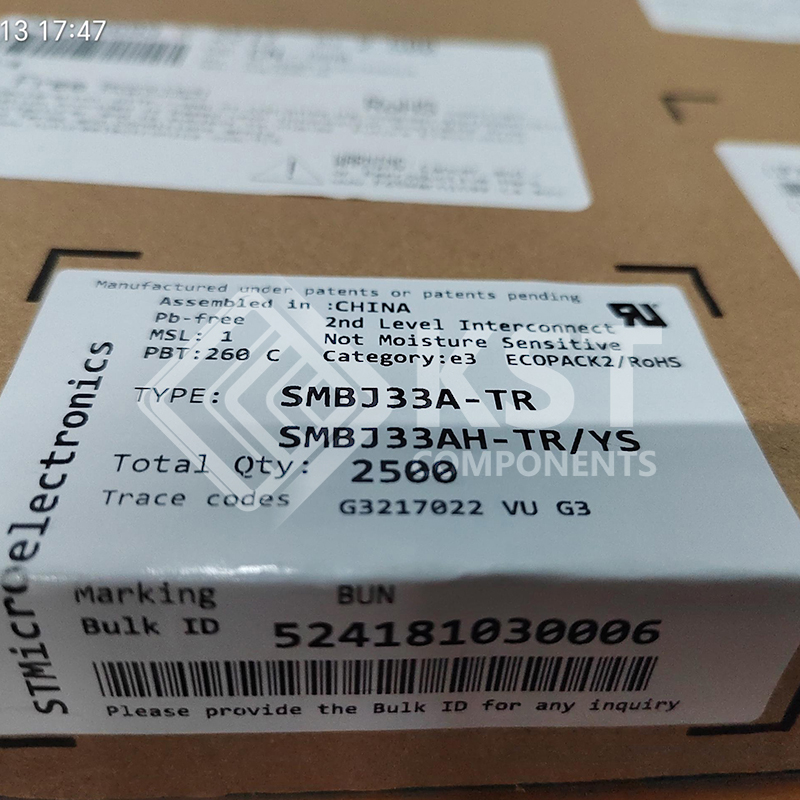 13 17:47
Free
RoHS
WARNING
Manufactured under patents or patents pending
Assembled in :CHINA
Pb-free 2nd Level Interconnect
MSL: 1 Not Moisture Sensitive
PBT:260 C Category:e3 ECOPACK2/RoHS
TYPE: SMBJ33A-TR
SMBJ33AH-TR/YS
Total Qty: 2500
Trace codes G3217022 VU G3
Marking BUN
Bulk ID 524181030006
Please provide the Bulk ID for any inquiry
STMicroelectronics
KST
COMPONENTS